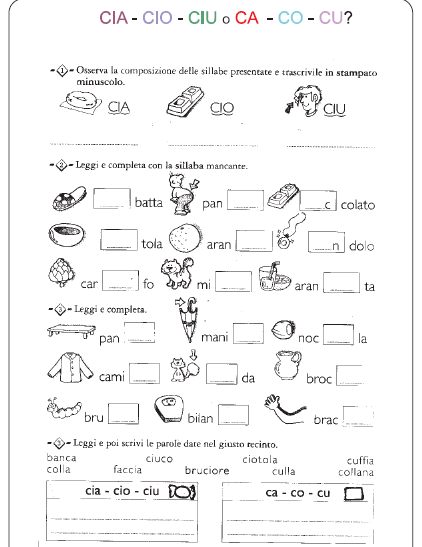 CIA - CIO - CIU o CA - CO - CU?
1 - Osserva la composizione delle sillabe presentate e trascrivile in stampato
minuscolo.
CIA CIO CIU
2 - Leggi e completa con la sillaba mancante.
batta pan c colato
tola aran n dolo
car fo mi aran ta
3 - Leggi e completa.
pan mani noc la
cami da broc
bru bilan brac
3 - Leggi e poi scrivi le parole date nel giusto recinto.
banca ciuco ciotola cuffia
colla faccia bruciore culla collana
cia - cio - ciu ca - co - cu